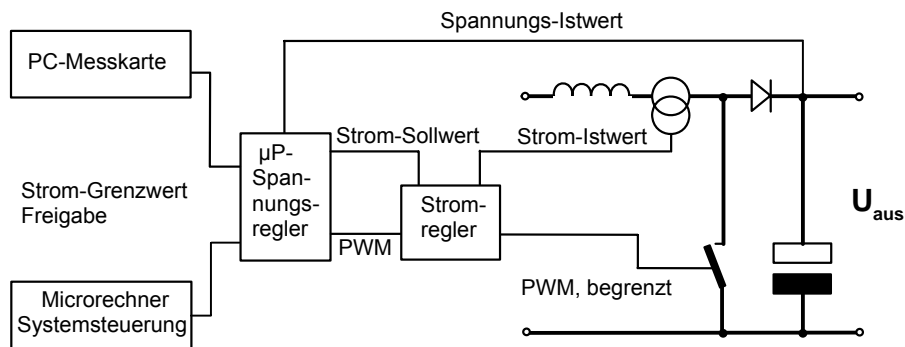 Spannungs-Istwert
PC-Messkarte
Strom-Sollwert
Strom-Istwert
µP-
Span-
nungs-
regler
Strom-Grenzwert
Freigabe
Strom-
regler
U aus
PWM
PWM, begrenzt
Microrechner
Systemsteuerung